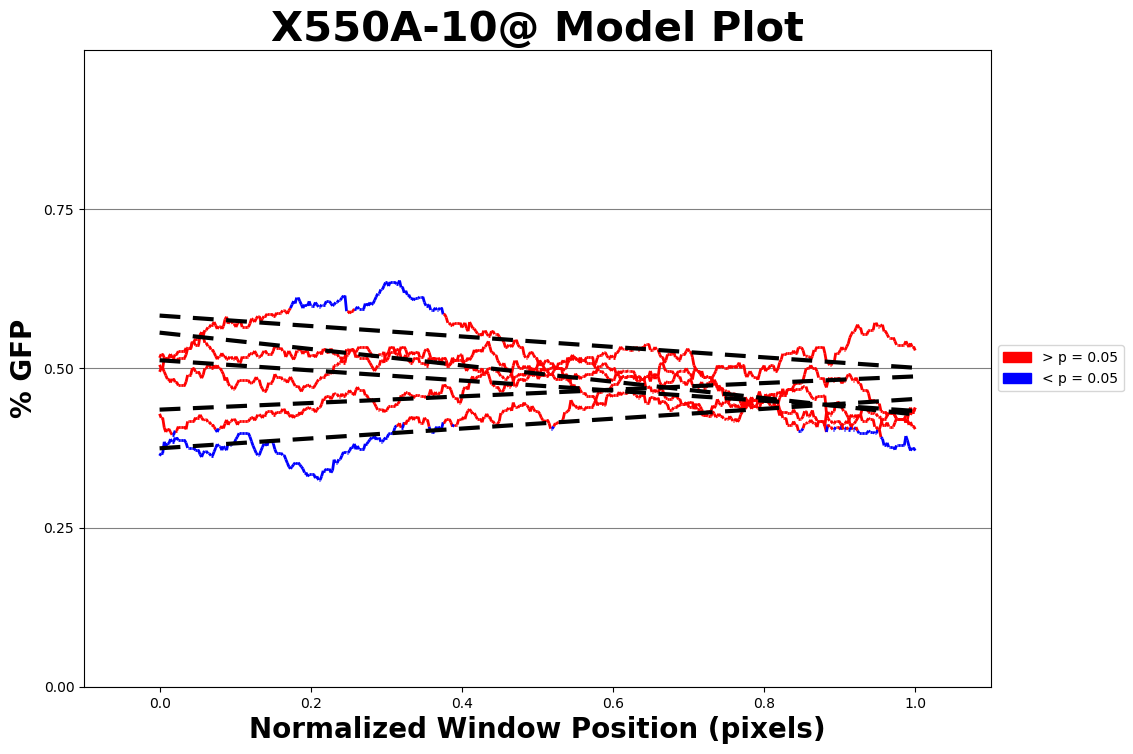 X550A-10@ Model Plot
% GFP
0.75
0.50
0.25
0.00
0.0 0.2 0.4 0.6 0.8 1.0
Normalized Window Position (pixels)
> p = 0.05
< p = 0.05